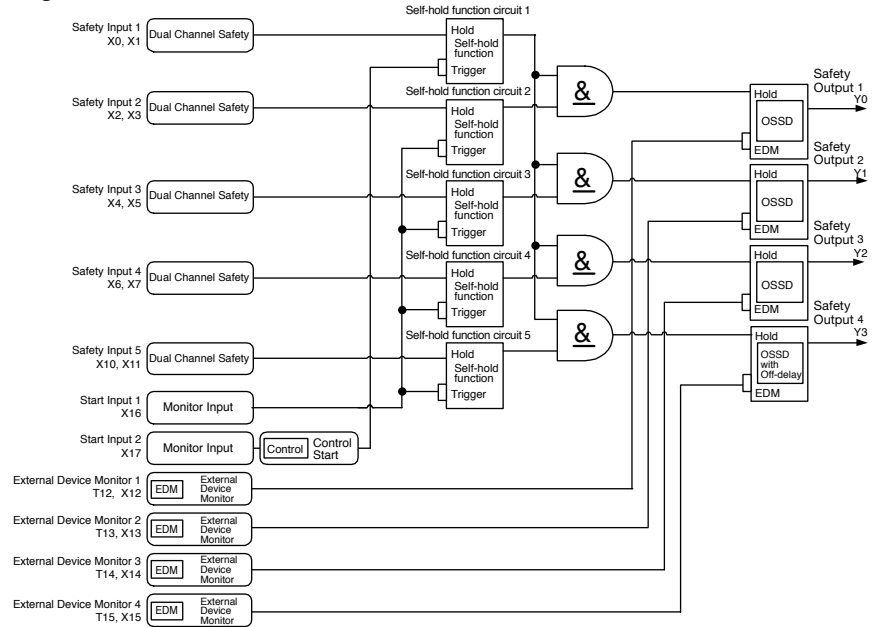 Self-hold function circuit 1
Safety Input 1
X0, X1
Dual Channel Safety
Hold
Self-hold
function
Trigger
Self-hold function circuit 2
Safety Input 2
X2, X3
Dual Channel Safety
Hold
Self-hold
function
Trigger
&
Safety
Output 1
Y0
Hold
OSSD
EDM
Self-hold function circuit 3
Safety Input 3
X4, X5
Dual Channel Safety
Hold
Self-hold
function
Trigger
&
Safety
Output 2
Y1
Hold
OSSD
EDM
Self-hold function circuit 4
Safety Input 4
X6, X7
Dual Channel Safety
Hold
Self-hold
function
Trigger
&
Safety
Output 3
Y2
Hold
OSSD
EDM
Self-hold function circuit 5
Safety Input 5
X10, X11
Dual Channel Safety
Hold
Self-hold
function
Trigger
&
Safety
Output 4
Y3
Hold
OSSD
with
Off-delay
EDM
Start Input 1
X16
Monitor Input
Start Input 2
X17
Monitor Input
Control
Control
Start
External Device Monitor 1
T12, X12
EDM
External
Device
Monitor
External Device Monitor 2
T13, X13
EDM
External
Device
Monitor
External Device Monitor 3
T14, X14
EDM
External
Device
Monitor
External Device Monitor 4
T15, X15
EDM
External
Device
Monitor